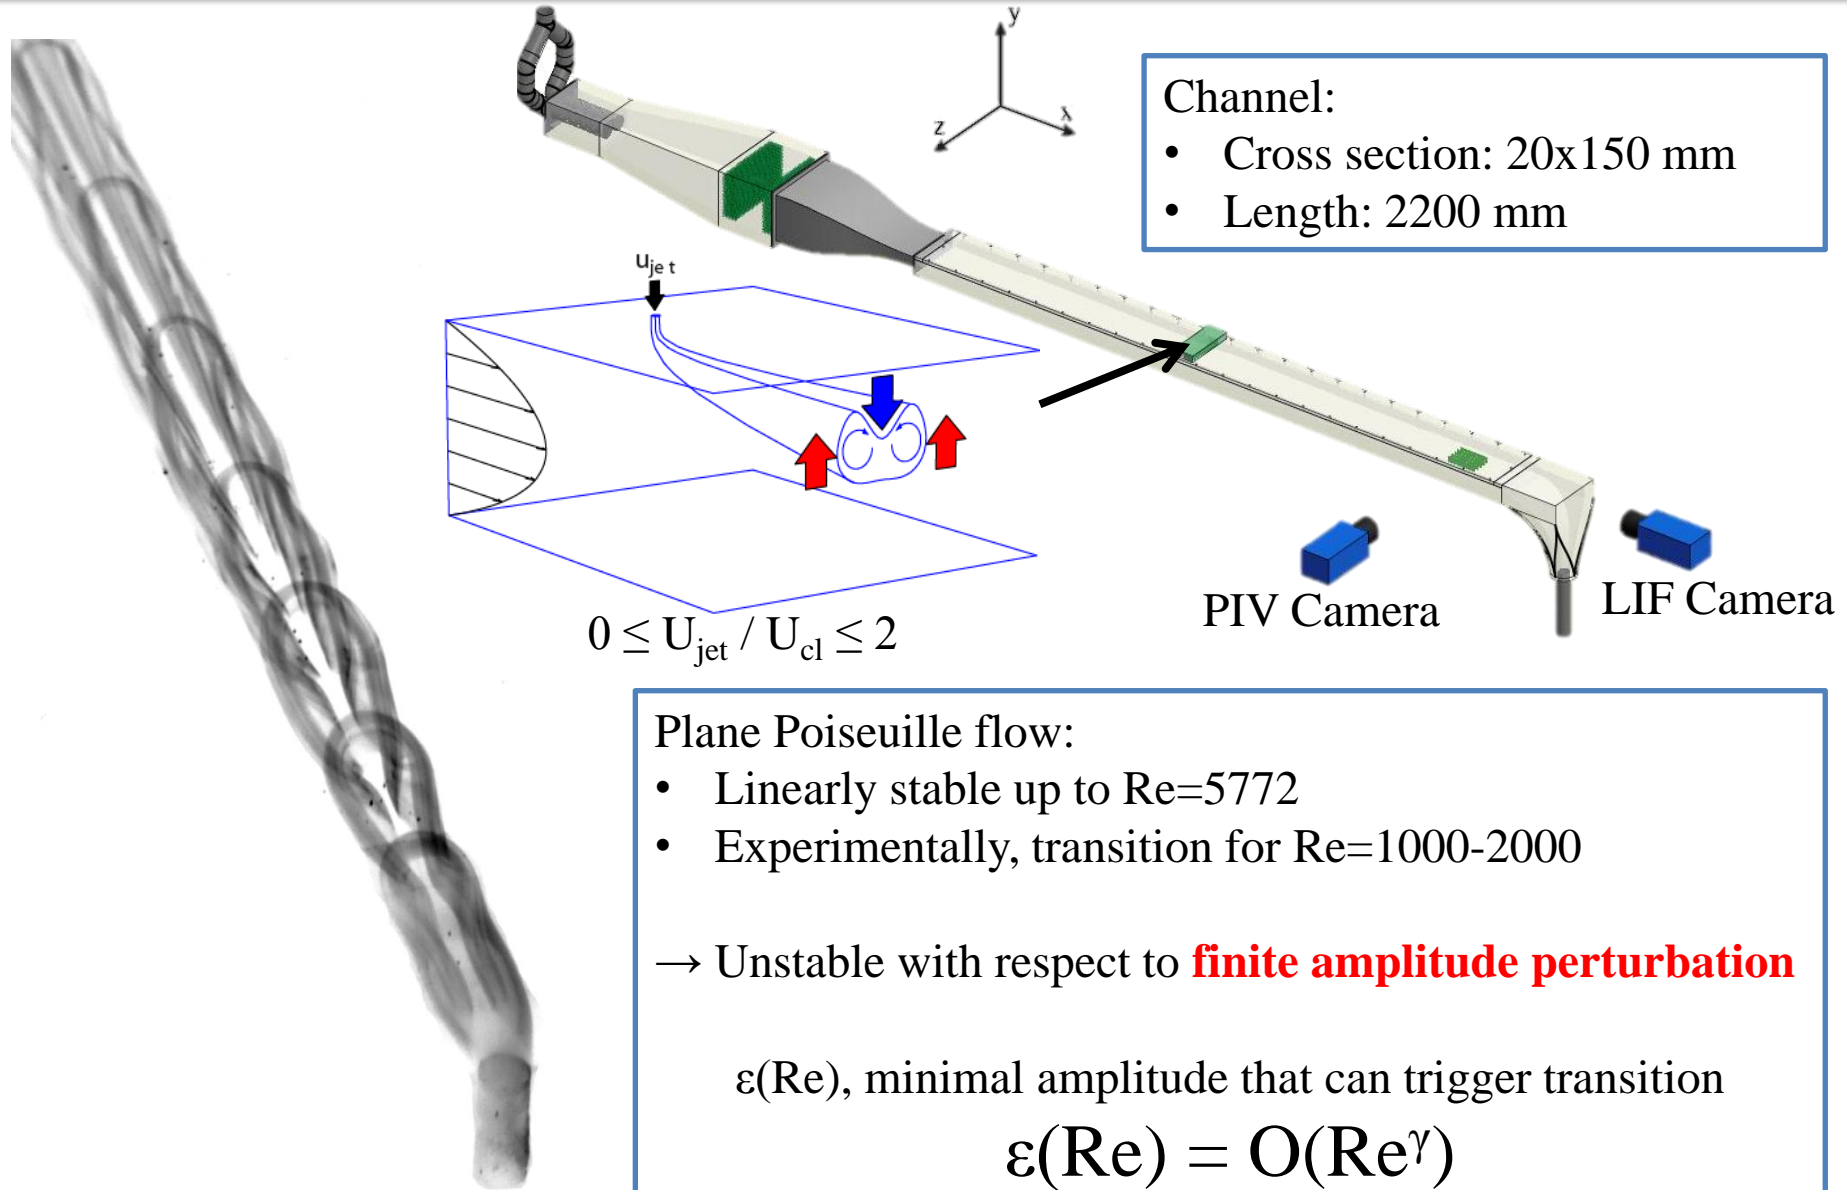 y
x
z
Channel:
• Cross section: 20x150 mm
• Length: 2200 mm
u_jet
0 ≤ U_jet / U_cl ≤ 2
PIV Camera
LIF Camera
Plane Poiseuille flow:
• Linearly stable up to Re=5772
• Experimentally, transition for Re=1000-2000
→ Unstable with respect to finite amplitude perturbation
ε(Re), minimal amplitude that can trigger transition
ε(Re) = O(Re^γ)